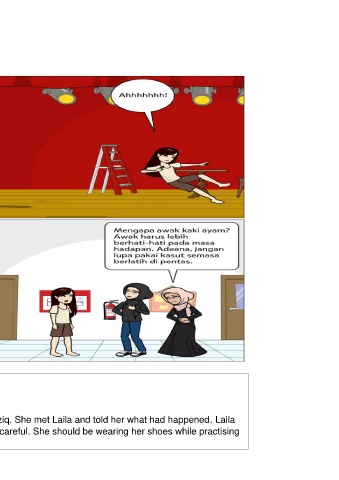 Ahhhhhhh!
Mengapa awak kaki ayam?
Awak harus lebih
berhati-hati pada masa
hadapan. Adeena, jangan
lupa pakai kasut semasa
berlatih di pentas.
ziq. She met Laila and told her what had happened. Laila
careful. She should be wearing her shoes while practising